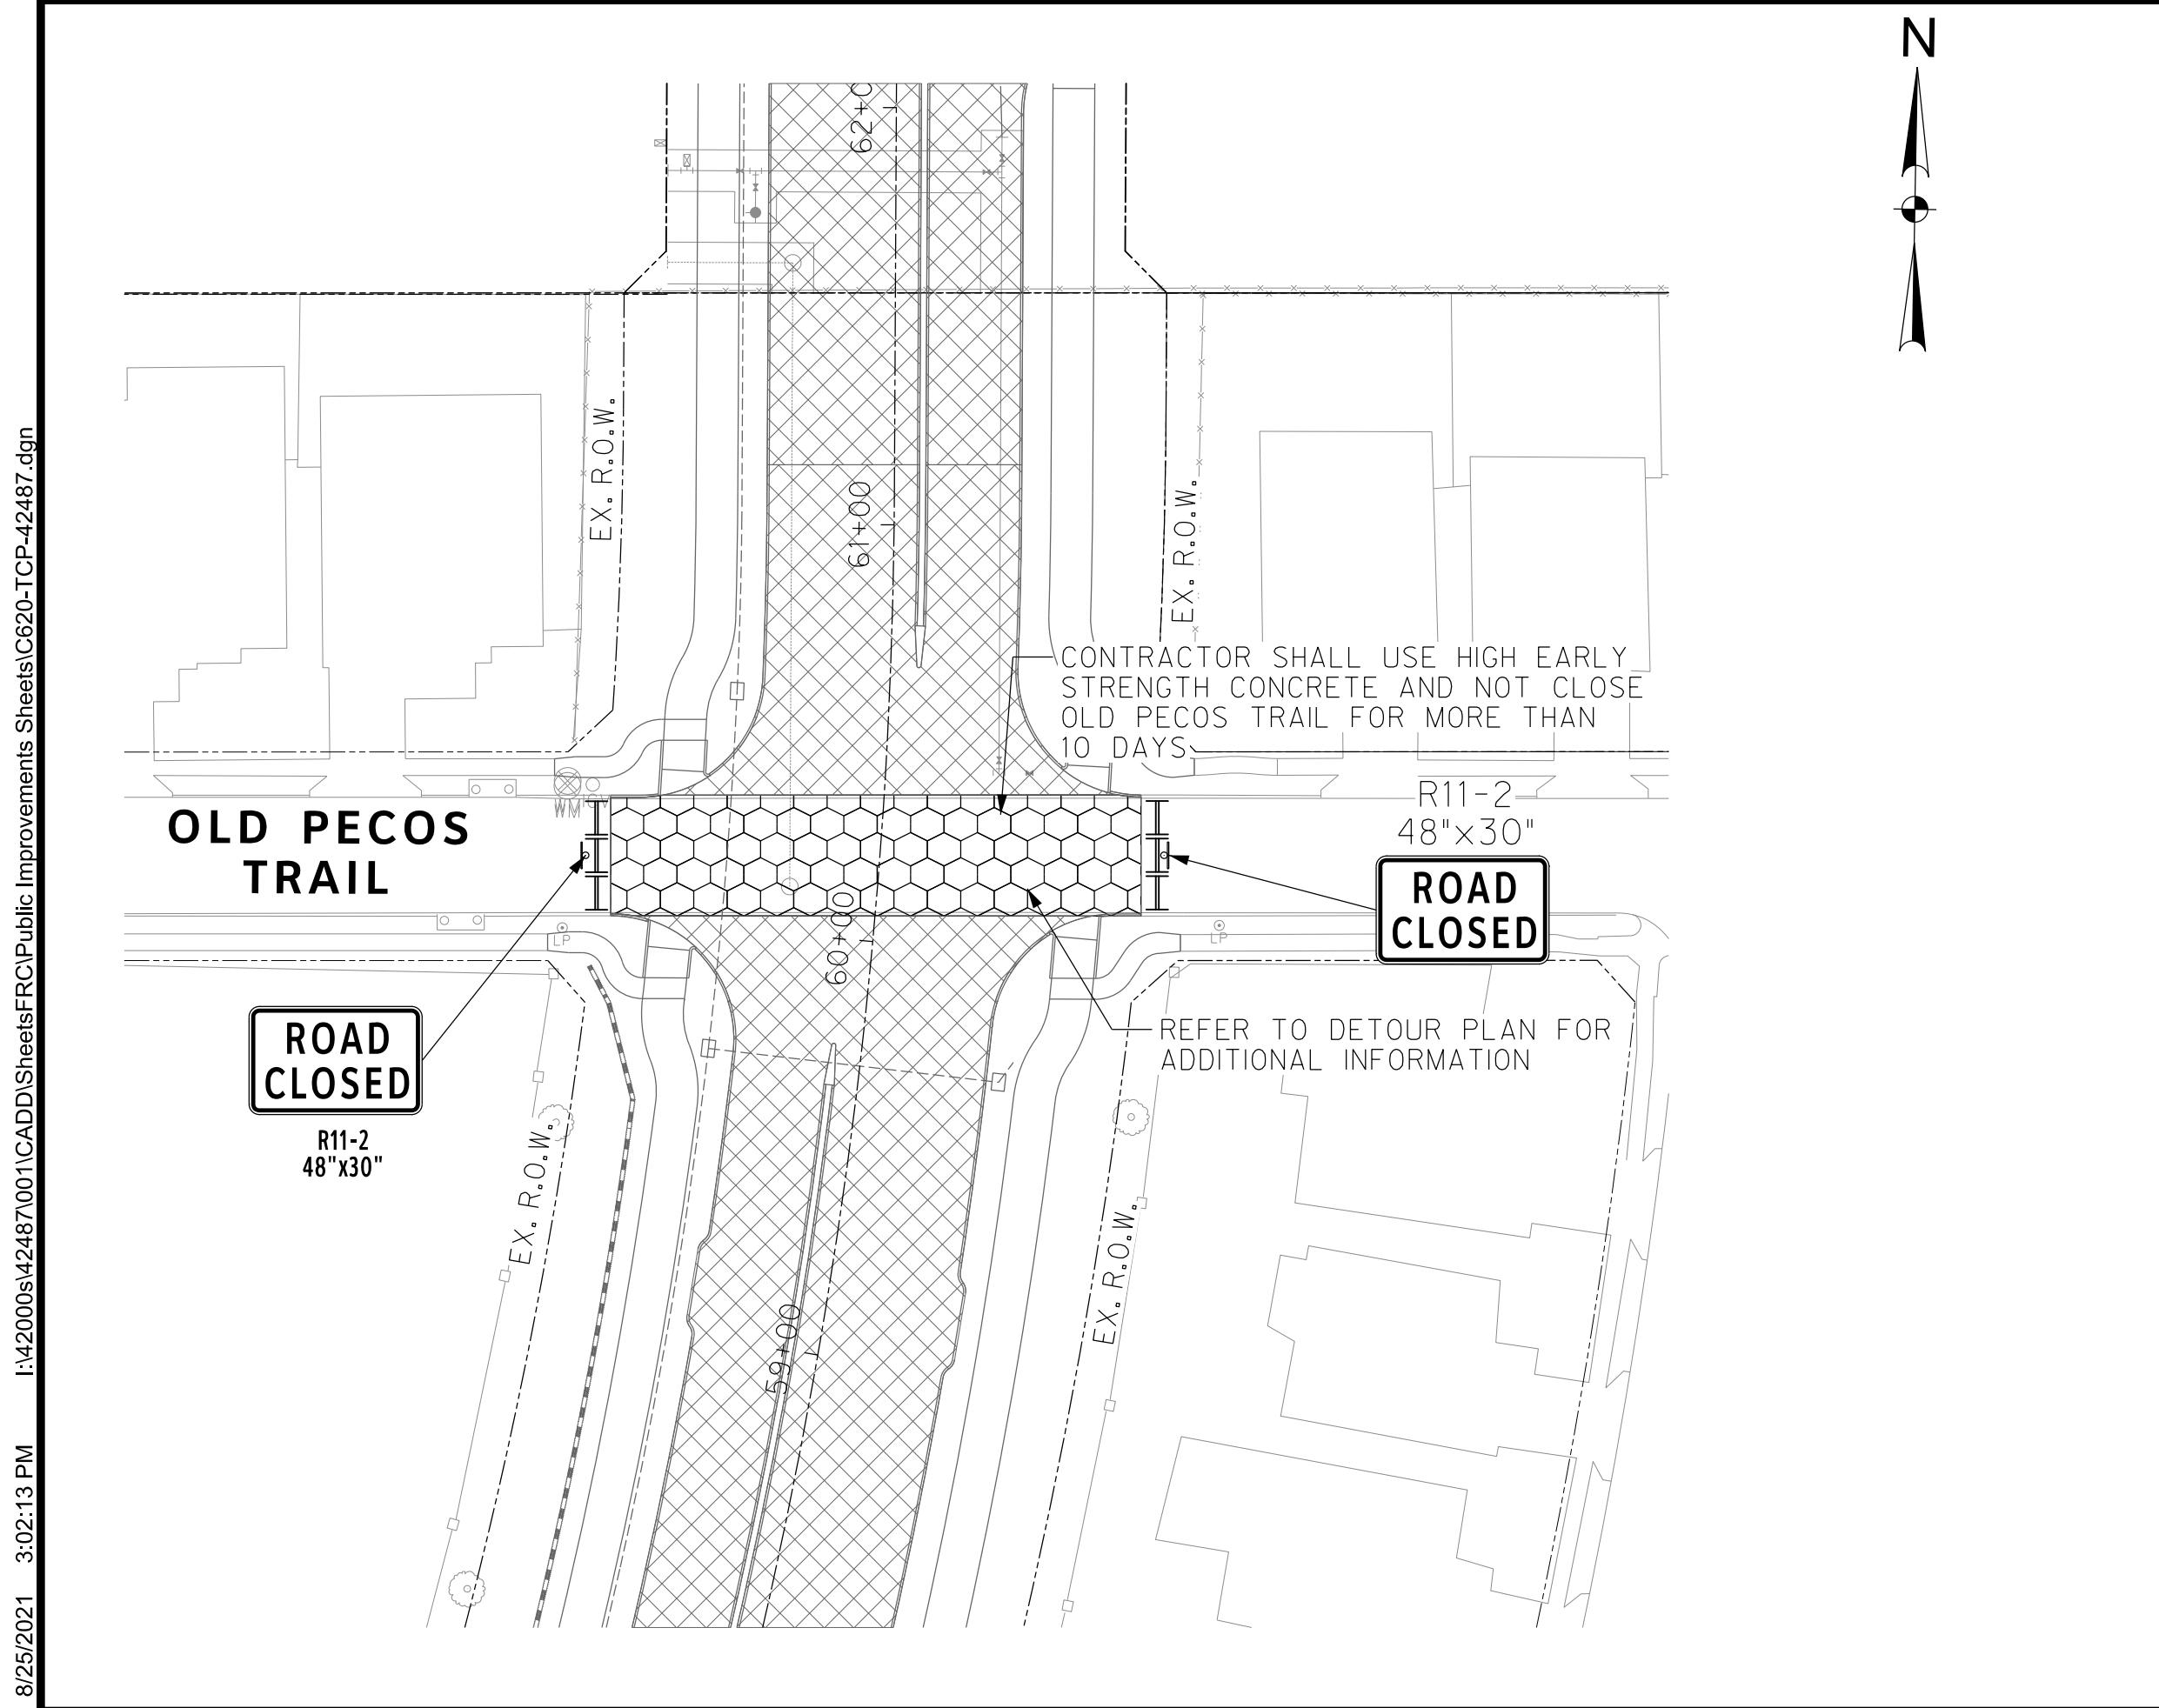 N
62+0
EX. R.O.W.
61+00
EX. R.O.W.
CONTRACTOR SHALL USE HIGH EARLY
STRENGTH CONCRETE AND NOT CLOSE
OLD PECOS TRAIL FOR MORE THAN
10 DAYS
R11-2
48"x30"
OLD PECOS
TRAIL
WM
ROAD
CLOSED
60+00
LP
LP
REFER TO DETOUR PLAN FOR
ADDITIONAL INFORMATION
ROAD
CLOSED
R11-2
48"x30"
EX. R.O.W.
EX. R.O.W.
59+00
8/25/2021 3:02:13 PM I:\42000s\42487\001\CADD\SheetsFRC\Public Improvements Sheets\C620-TCP-42487.dgn